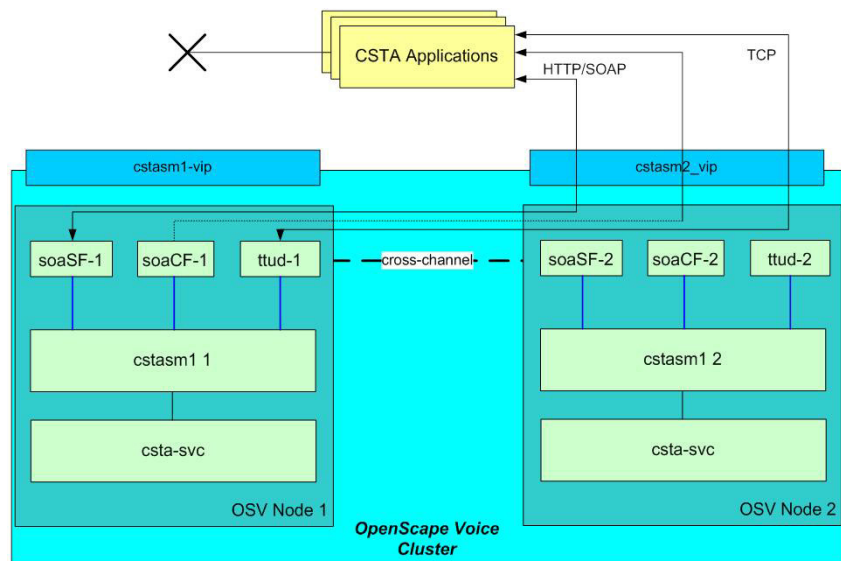 CSTA Applications
TCP
HTTP/SOAP
cstasm1-vip
cstasm2_vip
soaSF-1
soaCF-1
ttud-1
cross-channel
soaSF-2
soaCF-2
ttud-2
cstasm1 1
cstasm1 2
csta-svc
csta-svc
OSV Node 1
OSV Node 2
OpenScape Voice
Cluster